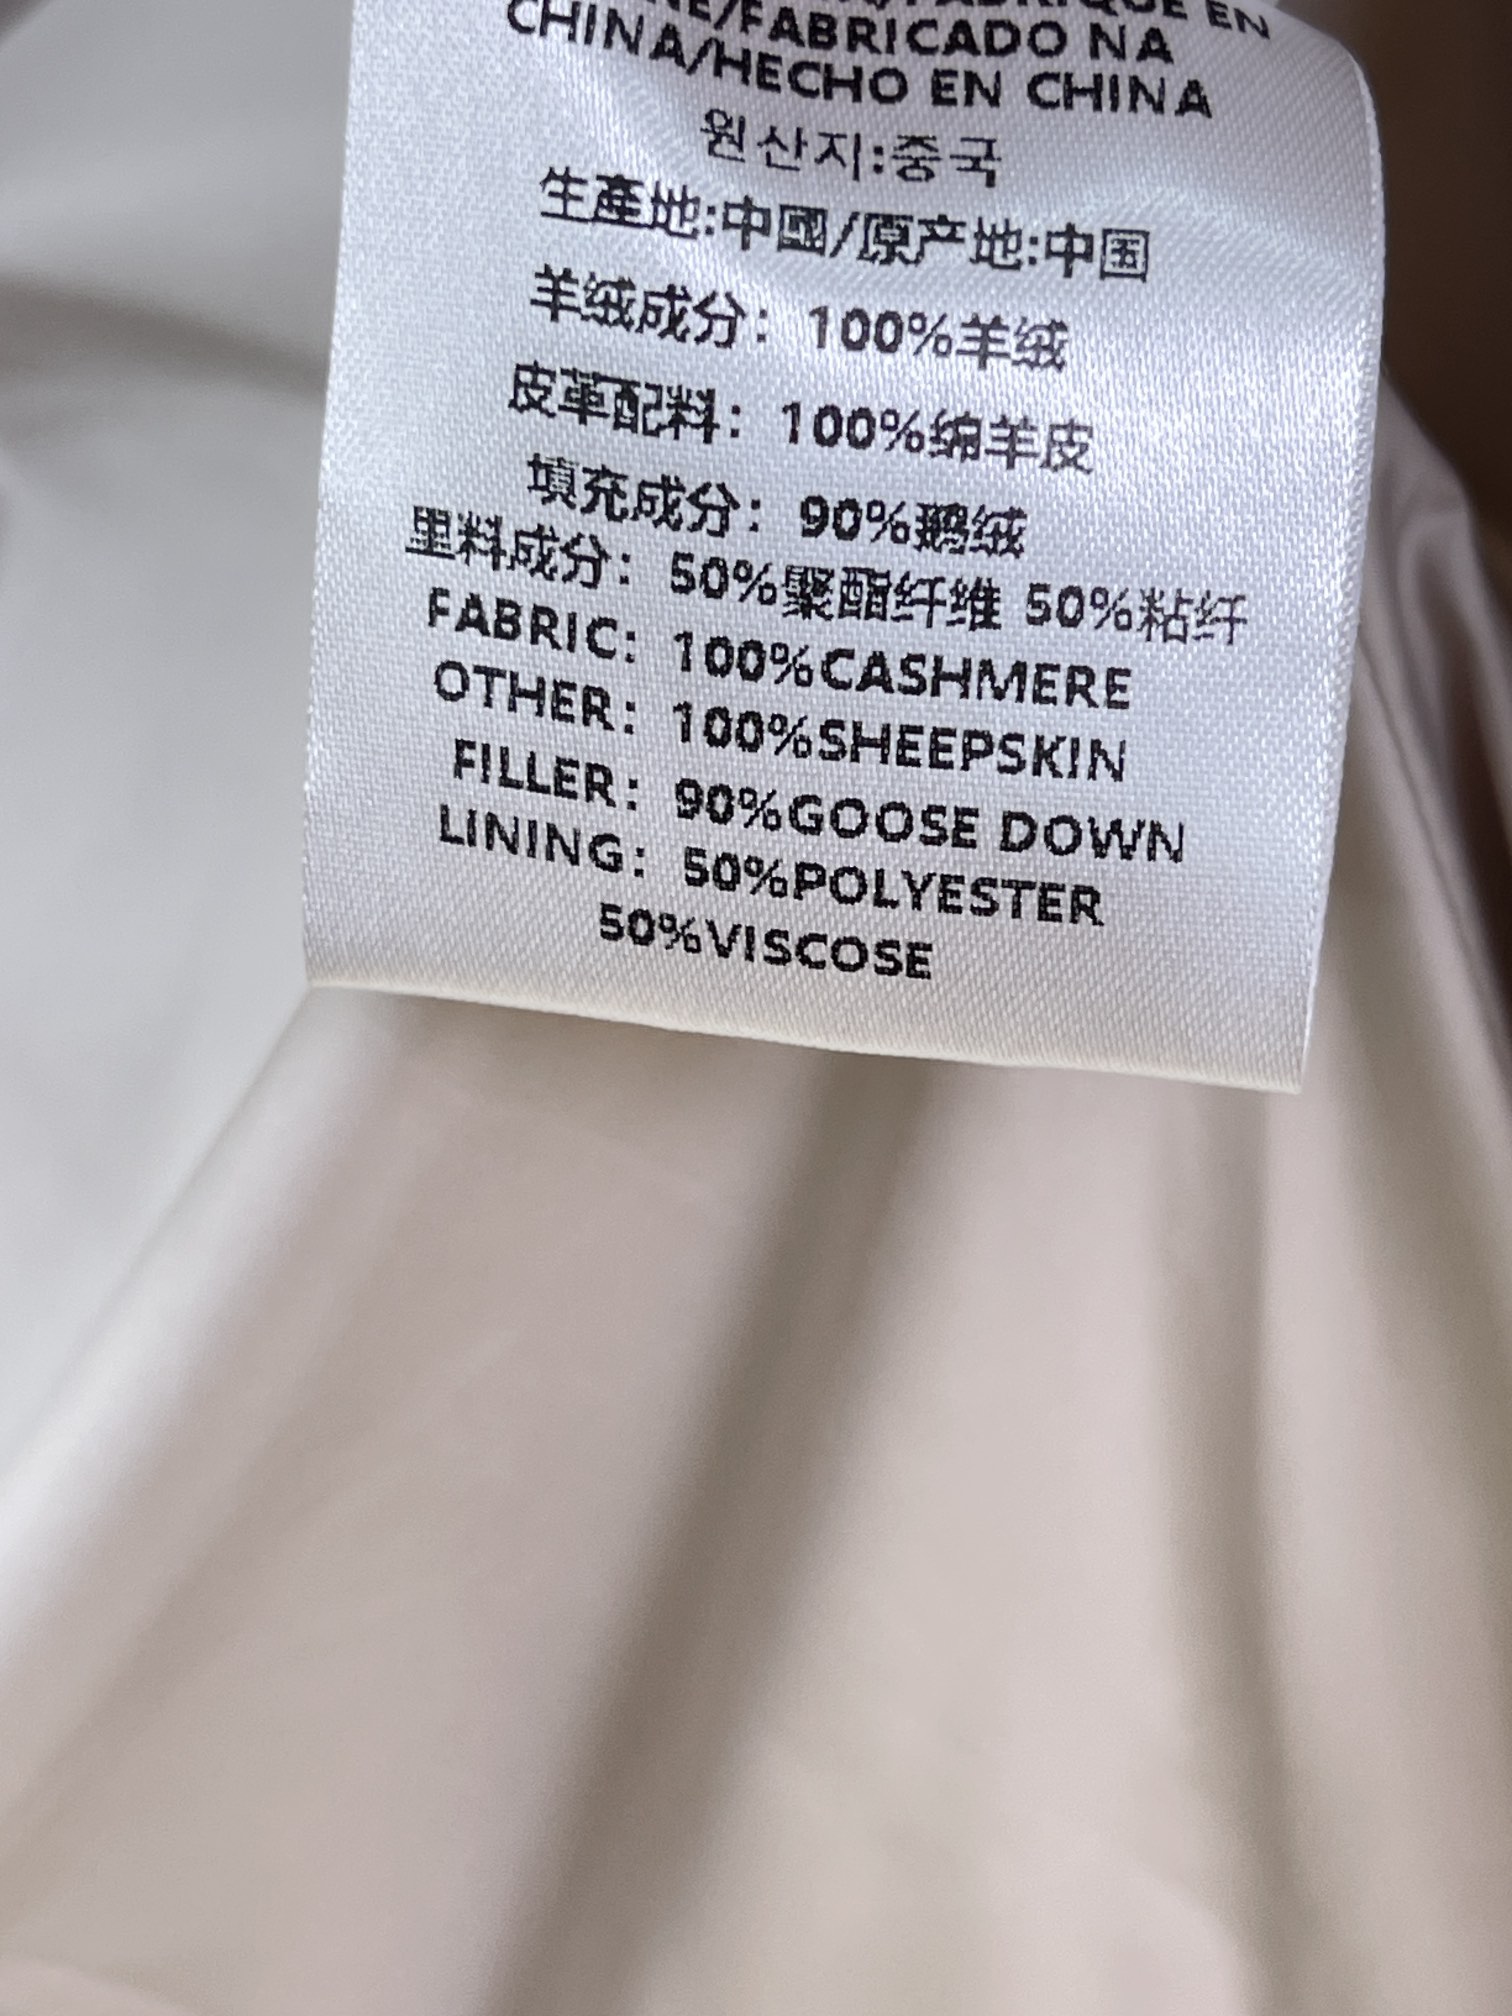 FABRIQUE EN
NE/FABRICADO NA
CHINA/HECHO EN CHINA
원산지:중국
生產地:中國/原产地:中国
羊绒成分：100%羊绒
皮革配料：100%绵羊皮
填充成分：90%鹅绒
里料成分：50%聚酯纤维 50%粘纤
FABRIC：100%CASHMERE
OTHER：100%SHEEPSKIN
FILLER：90%GOOSE DOWN
LINING：50%POLYESTER
50%VISCOSE